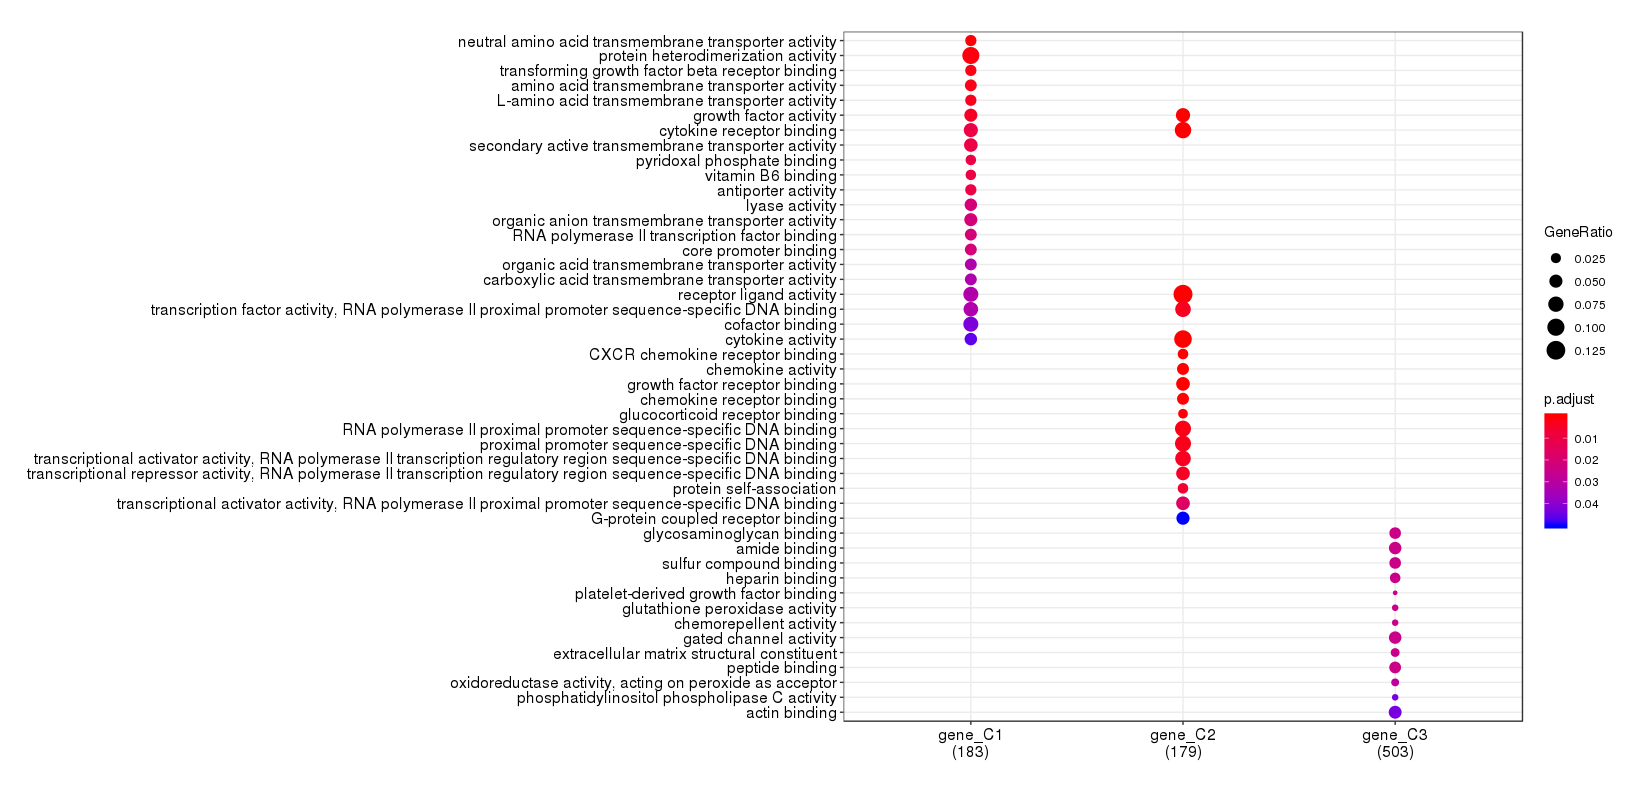 neutral amino acid transmembrane transporter activity
protein heterodimerization activity
transforming growth factor beta receptor binding
amino acid transmembrane transporter activity
L-amino acid transmembrane transporter activity
growth factor activity
cytokine receptor binding
secondary active transmembrane transporter activity
pyridoxal phosphate binding
vitamin B6 binding
antiporter activity
lyase activity
organic anion transmembrane transporter activity
RNA polymerase II transcription factor binding
core promoter binding
organic acid transmembrane transporter activity
carboxylic acid transmembrane transporter activity
receptor ligand activity
transcription factor activity, RNA polymerase II proximal promoter sequence-specific DNA binding
cofactor binding
cytokine activity
CXCR chemokine receptor binding
chemokine activity
growth factor receptor binding
chemokine receptor binding
glucocorticoid receptor binding
RNA polymerase II proximal promoter sequence-specific DNA binding
proximal promoter sequence-specific DNA binding
transcriptional activator activity, RNA polymerase II transcription regulatory region sequence-specific DNA binding
transcriptional repressor activity, RNA polymerase II transcription regulatory region sequence-specific DNA binding
protein self-association
transcriptional activator activity, RNA polymerase II proximal promoter sequence-specific DNA binding
G-protein coupled receptor binding
glycosaminoglycan binding
amide binding
sulfur compound binding
heparin binding
platelet-derived growth factor binding
glutathione peroxidase activity
chemorepellent activity
gated channel activity
extracellular matrix structural constituent
peptide binding
oxidoreductase activity, acting on peroxide as acceptor
phosphatidylinositol phospholipase C activity
actin binding
gene_C1
(183)
gene_C2
(179)
gene_C3
(503)
GeneRatio
0.025
0.050
0.075
0.100
0.125
p.adjust
0.01
0.02
0.03
0.04